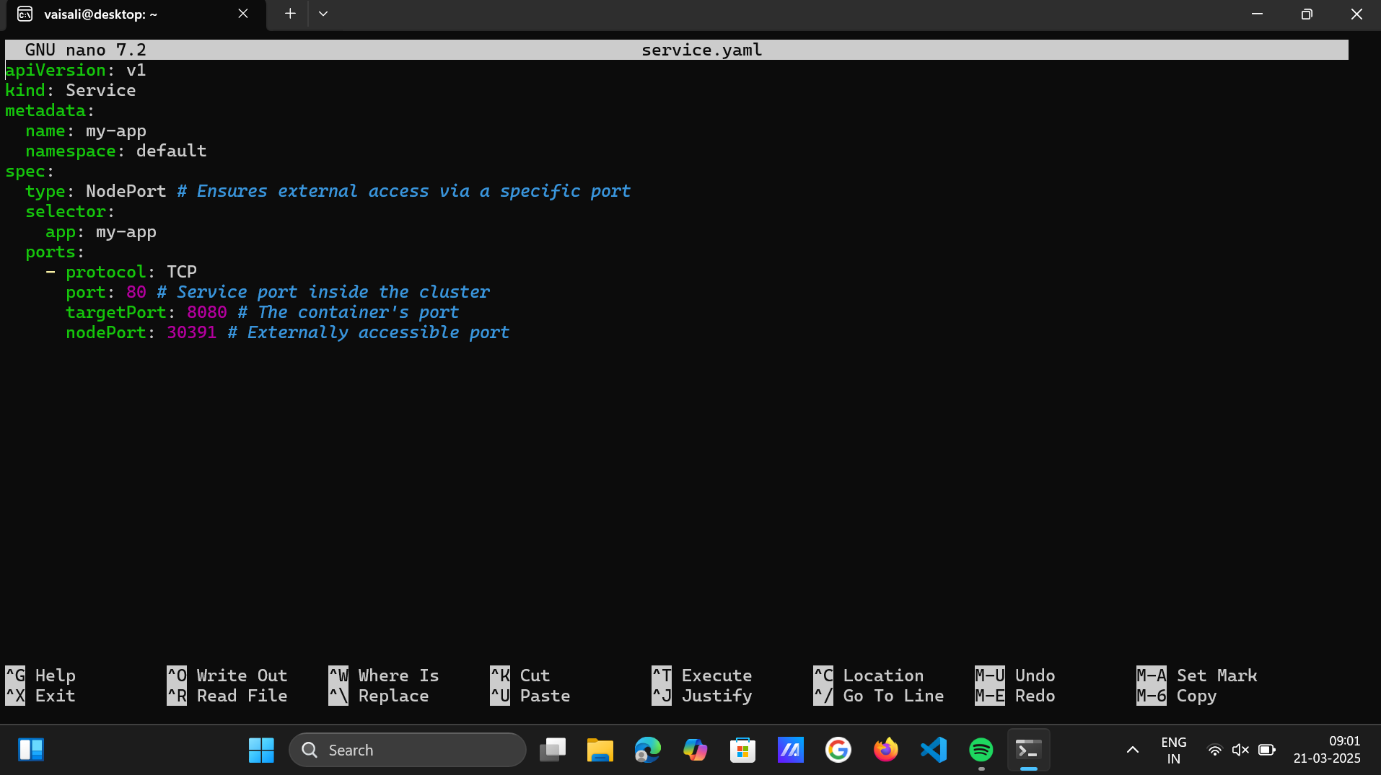 vaisali@desktop: ~
GNU nano 7.2 service.yaml
apiVersion: v1
kind: Service
metadata:
  name: my-app
  namespace: default
spec:
  type: NodePort # Ensures external access via a specific port
  selector:
    app: my-app
  ports:
    - protocol: TCP
      port: 80 # Service port inside the cluster
      targetPort: 8080 # The container's port
      nodePort: 30391 # Externally accessible port
^G Help ^O Write Out ^W Where Is ^K Cut ^T Execute ^C Location M-U Undo M-A Set Mark
^X Exit ^R Read File ^\ Replace ^U Paste ^J Justify ^/ Go To Line M-E Redo M-6 Copy
Search
ENG
IN
09:01
21-03-2025